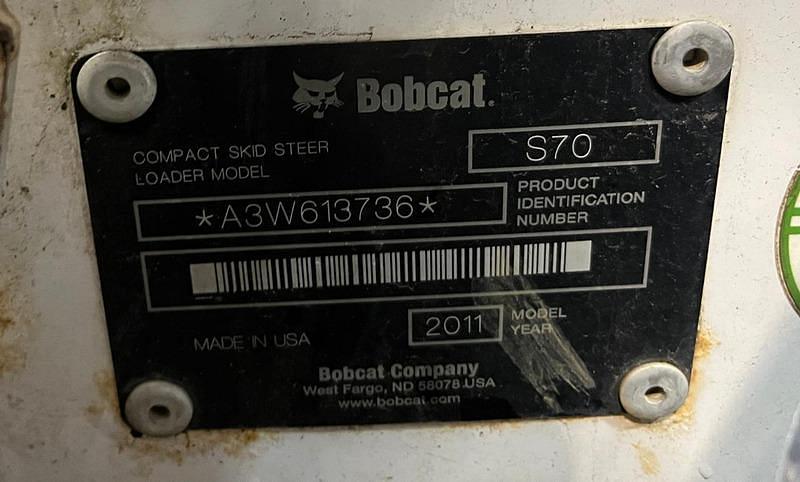 Bobcat.
COMPACT SKID STEER
LOADER MODEL
S70
*A3W613736*
PRODUCT
IDENTIFICATION
NUMBER
MADE IN USA
2011
MODEL
YEAR
Bobcat Company
West Fargo, ND 58078 USA
www.bobcat.com